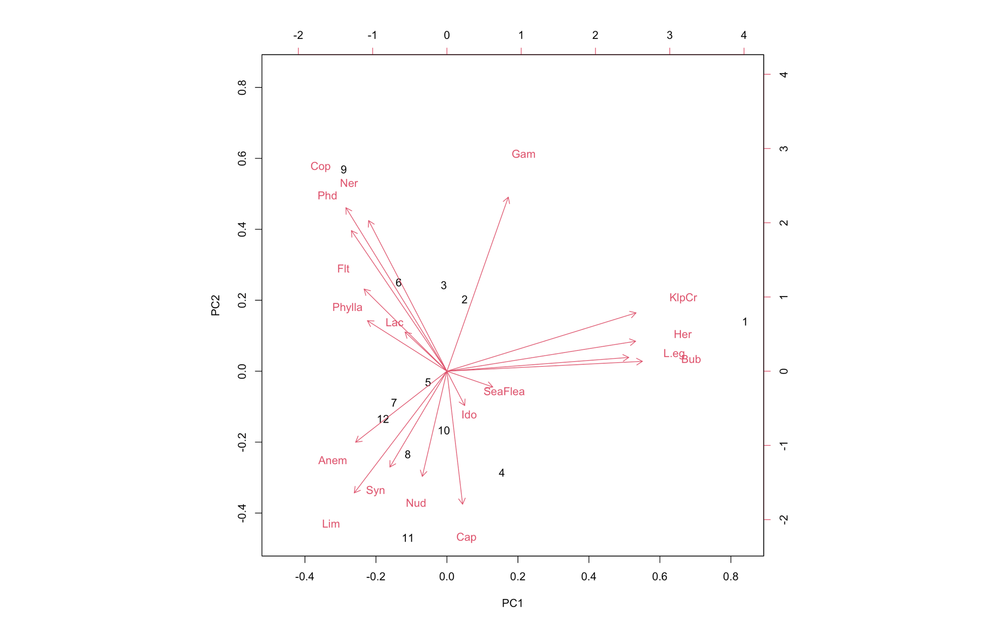 -2 -1 0 1 2 3 4
4
0.8
Gam
3
0.6
Cop 9
Ner
Phd
2
0.4
Flt
6 3
KlpCr
1
0.2
2
PC2
Phylla
Lac
1
Her
L.eg
Bub
0.0
0
5
SeaFlea
7
Ido
12
10
-0.2
-1
8
Anem
4
Syn
Nud
-0.4
-2
Lim
11 Cap
-0.4 -0.2 0.0 0.2 0.4 0.6 0.8
PC1